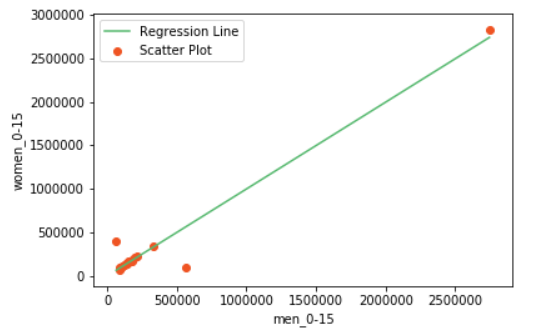 Regression Line
Scatter Plot
3000000
2500000
2000000
1500000
1000000
500000
0
women_0-15
0 500000 1000000 1500000 2000000 2500000
men_0-15